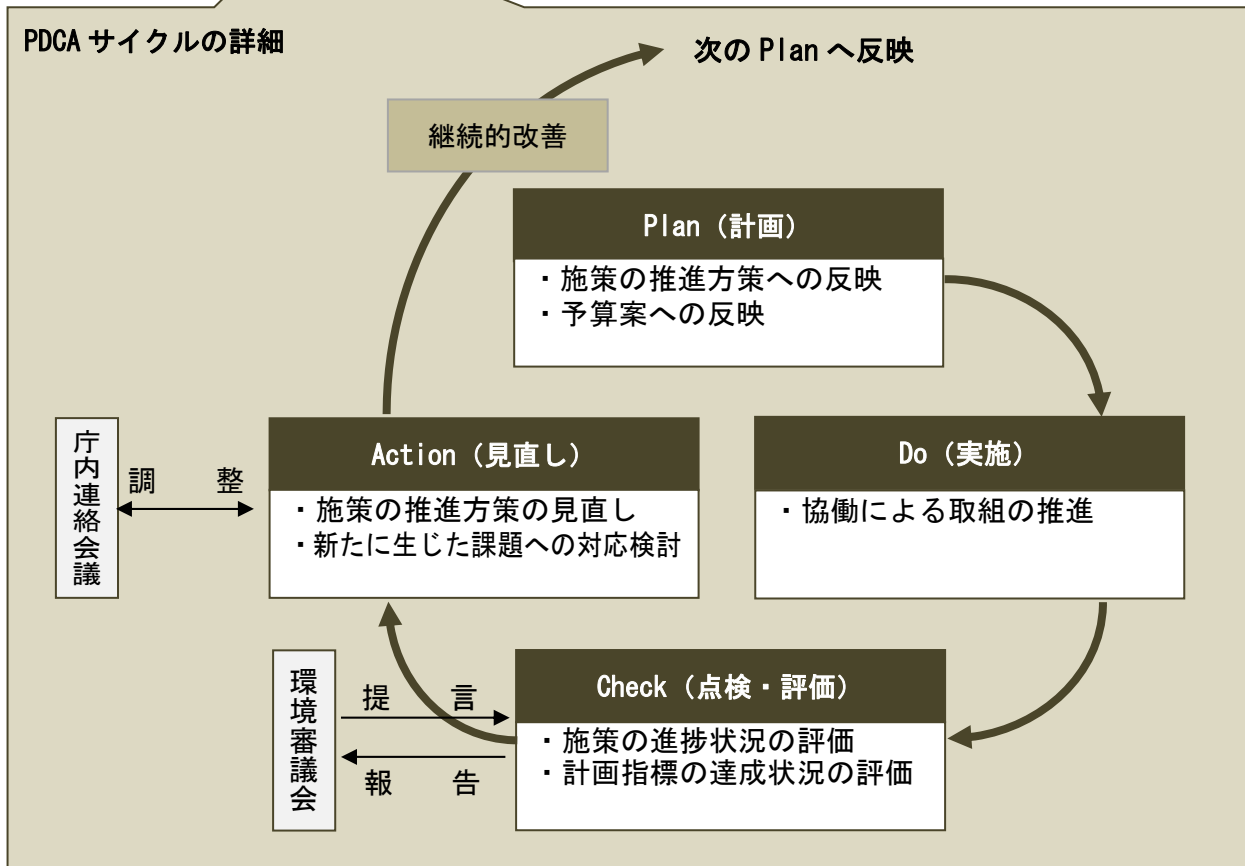 PDCA サイクルの詳細
次の Plan へ反映
継続的改善
Plan（計画）
・施策の推進方策への反映
・予算案への反映
Do（実施）
・協働による取組の推進
Action（見直し）
・施策の推進方策の見直し
・新たに生じた課題への対応検討
庁内連絡会議
調　整
Check（点検・評価）
・施策の進捗状況の評価
・計画指標の達成状況の評価
環境審議会
提　言
報　告